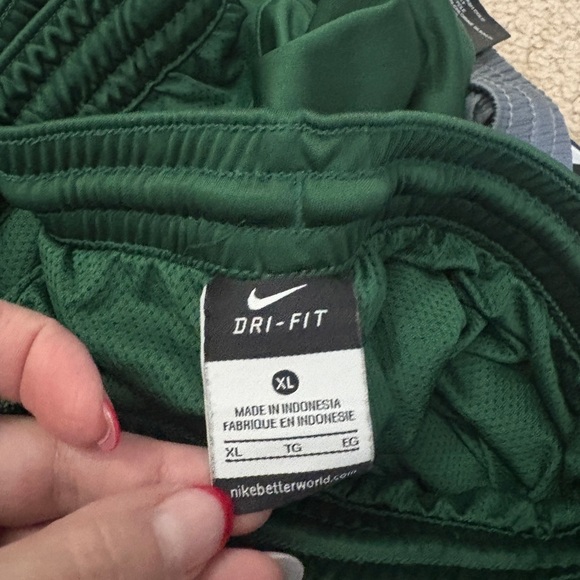 DRI-FIT
XL
MADE IN INDONESIA
FABRIQUE EN INDONESIE
XL TG EG
nikebetterworld.com